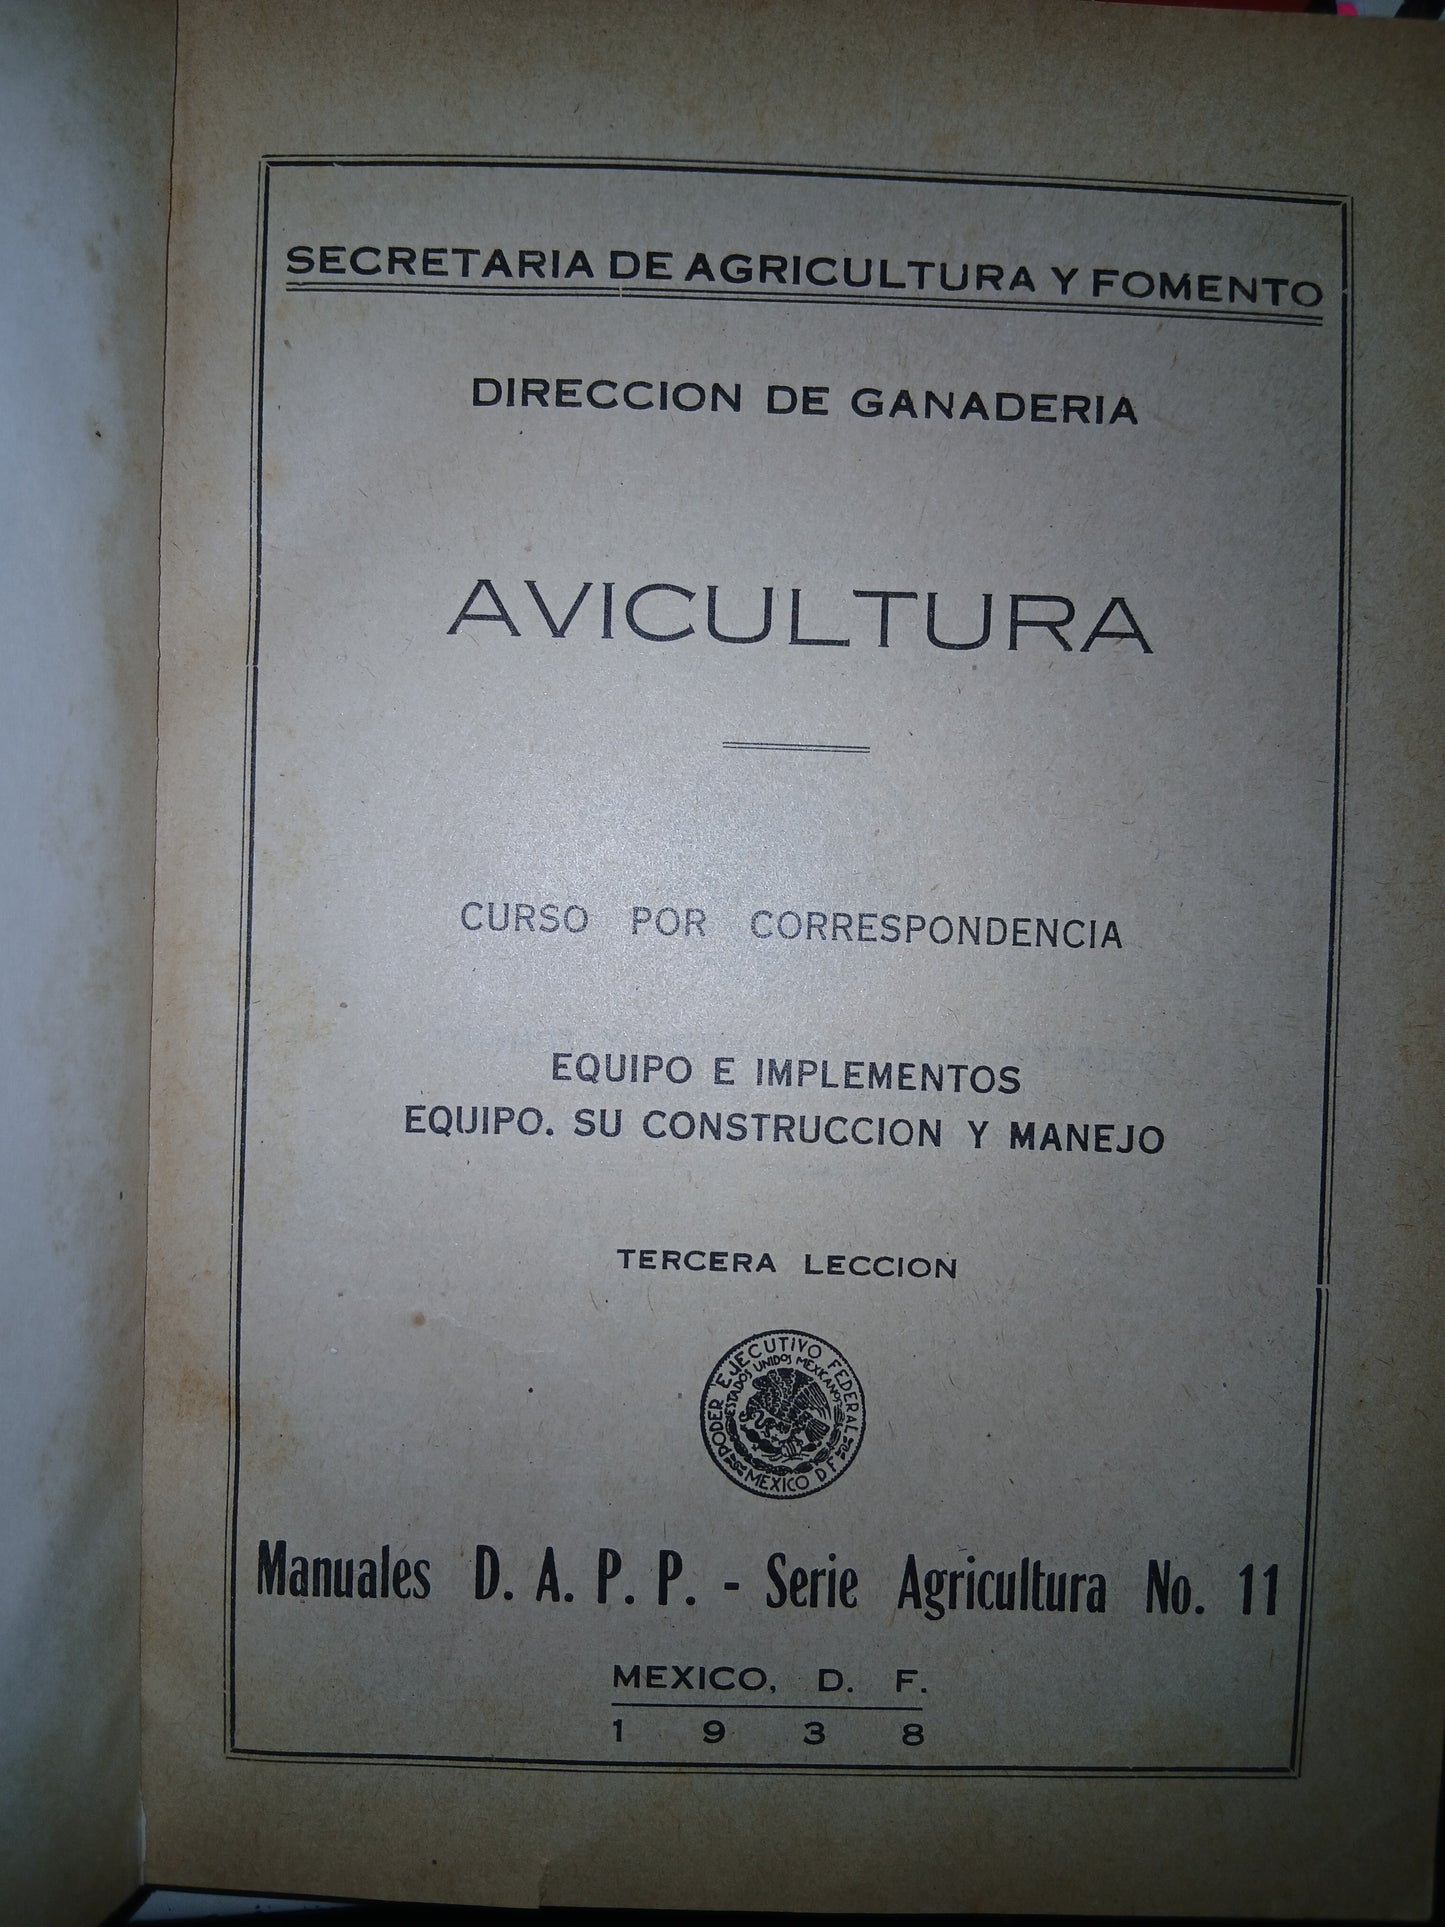 SECRETARIA DE AGRICULTURA Y FOMENTO
DIRECCION DE GANADERIA
AVICULTURA
CURSO POR CORRESPONDENCIA
EQUIPO E IMPLEMENTOS
EQUIPO. SU CONSTRUCCION Y MANEJO
TERCERA LECCION
PODER EJECUTIVO FEDERAL
ESTADOS UNIDOS MEXICANOS
MEXICO D F
Manuales D. A. P. P. - Serie Agricultura No. 11
MEXICO, D. F.
1 9 3 8